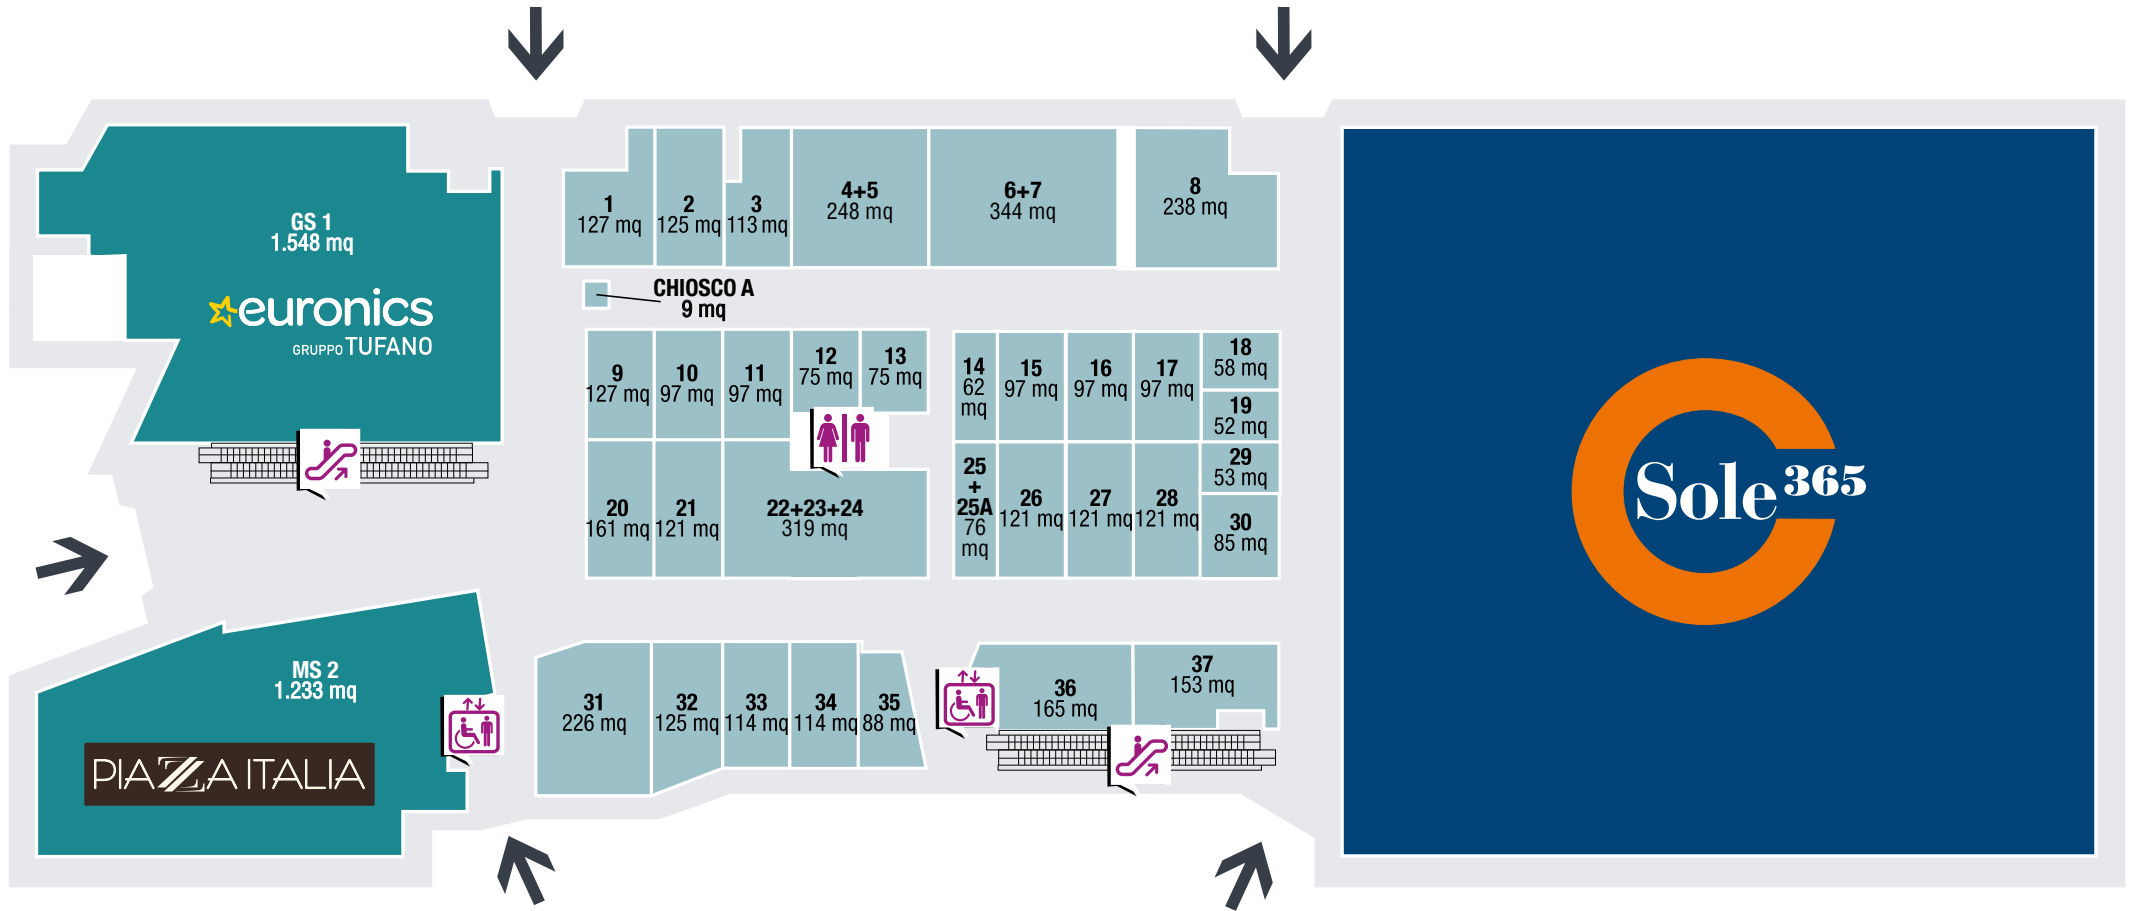 GS 1
1.548 mq
euronics
GRUPPO TUFANO
1
127 mq
2
125 mq
3
113 mq
4+5
248 mq
6+7
344 mq
8
238 mq
CHIOSCO A
9 mq
9
127 mq
10
97 mq
11
97 mq
12
75 mq
13
75 mq
14
62
mq
15
97 mq
16
97 mq
17
97 mq
18
58 mq
19
52 mq
20
161 mq
21
121 mq
22+23+24
319 mq
25
+
25A
76
mq
26
121 mq
27
121 mq
28
121 mq
29
53 mq
30
85 mq
Sole 365
MS 2
1.233 mq
PIAZZA ITALIA
31
226 mq
32
125 mq
33
114 mq
34
114 mq
35
88 mq
36
165 mq
37
153 mq